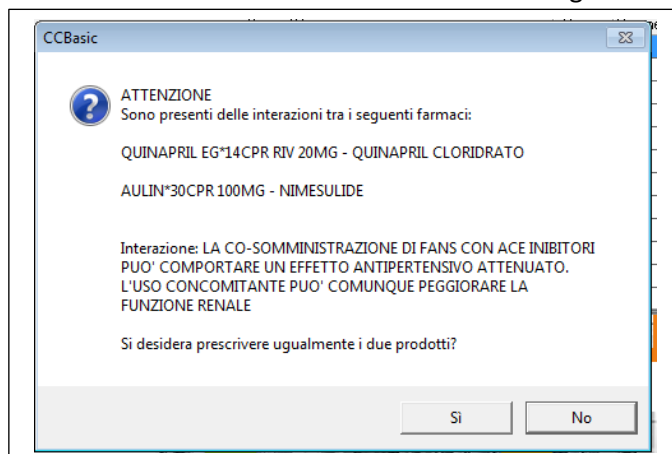 CCBasic
ATTENZIONE
Sono presenti delle interazioni tra i seguenti farmaci:
QUINAPRIL EG*14CPR RIV 20MG - QUINAPRIL CLORIDRATO
AULIN*30CPR 100MG - NIMESULIDE
Interazione: LA CO-SOMMINISTRAZIONE DI FANS CON ACE INIBITORI
PUO' COMPORTARE UN EFFETTO ANTIPERTENSIVO ATTENUATO.
L'USO CONCOMITANTE PUO' COMUNQUE PEGGIORARE LA
FUNZIONE RENALE
Si desidera prescrivere ugualmente i due prodotti?
Sì
No